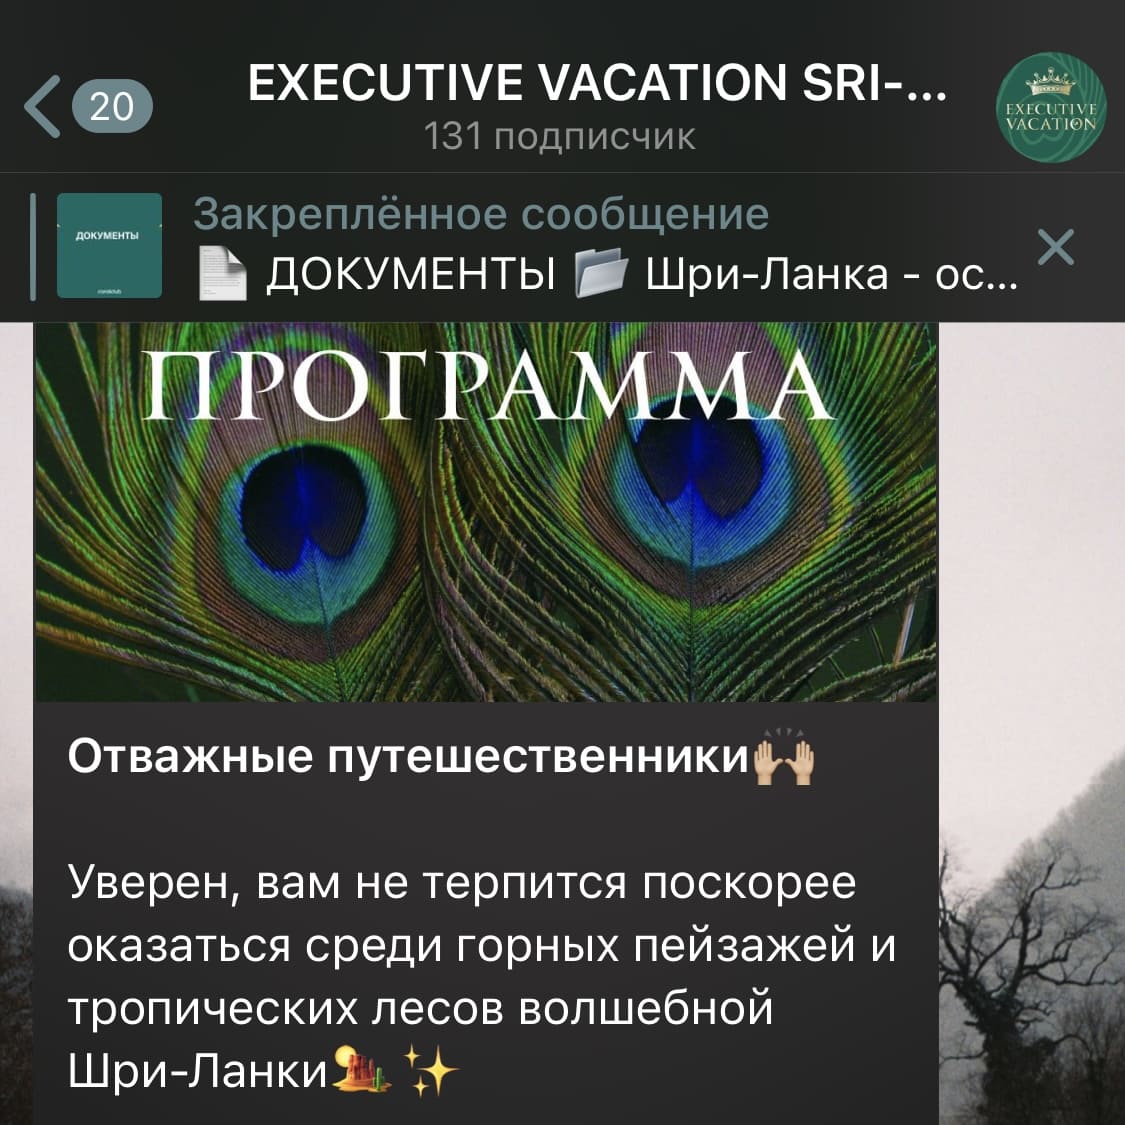 20
EXECUTIVE VACATION SRI-...
131 подписчик
EXECUTIVE
VACATION
ДОКУМЕНТЫ
Закреплённое сообщение
📄 ДОКУМЕНТЫ 📁 Шри-Ланка - ос...
ПРОГРАММА
Отважные путешественники🙌🏼
Уверен, вам не терпится поскорее
оказаться среди горных пейзажей и
тропических лесов волшебной
Шри-Ланки🏜️ ✨